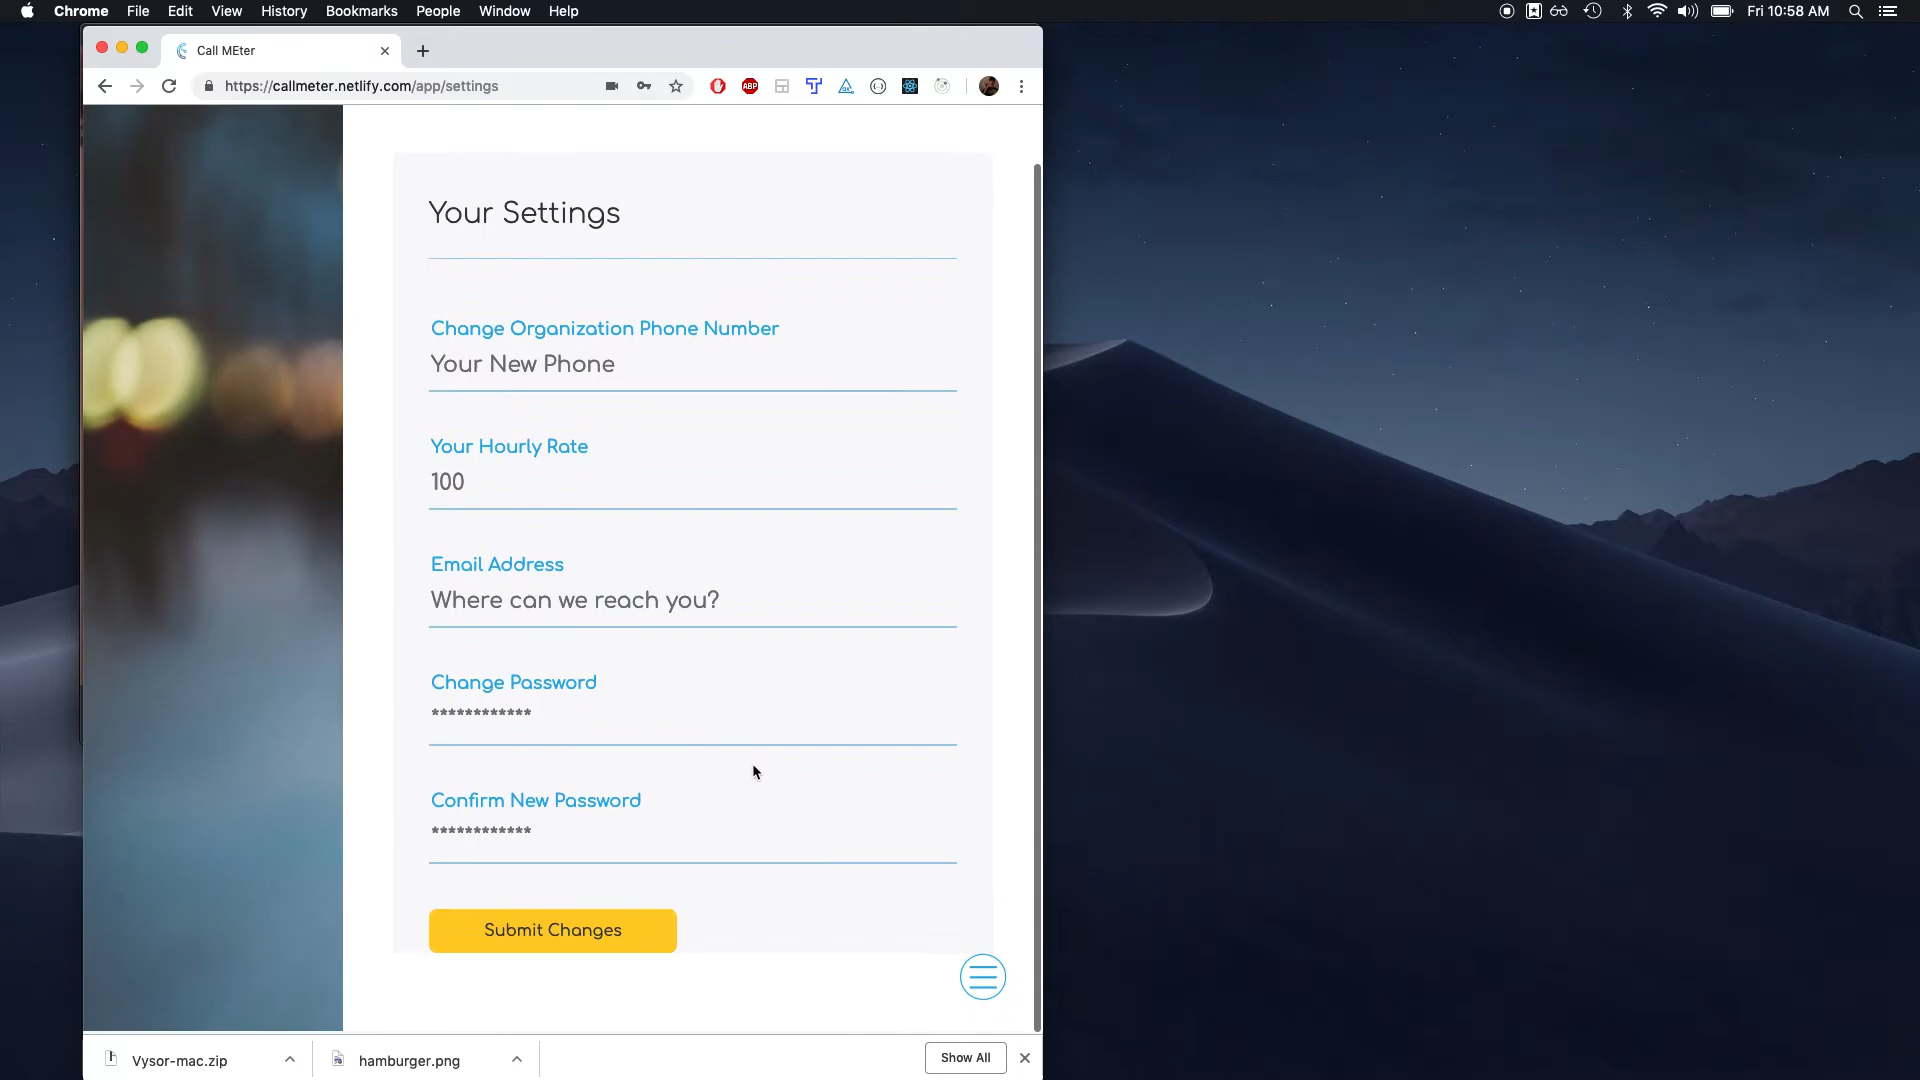 Chrome File Edit View History Bookmarks People Window Help Fri 10:58 AM
Call MEter
https://callmeter.netlify.com/app/settings ABP
Your Settings
Change Organization Phone Number
Your New Phone
Your Hourly Rate
100
Email Address
Where can we reach you?
Change Password
************
Confirm New Password
************
Submit Changes
Vysor-mac.zip hamburger.png Show All